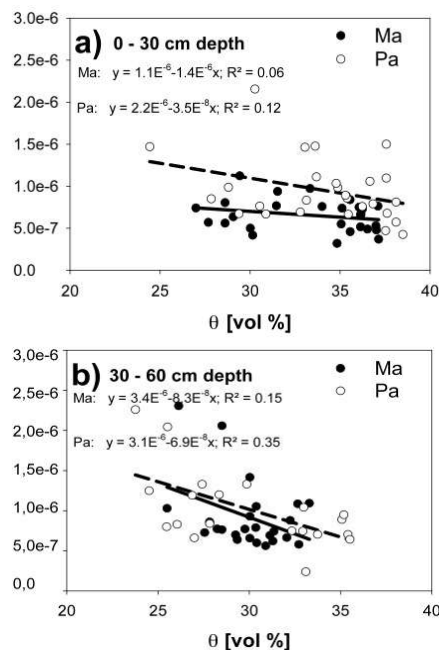 3.0e-6
a) 0 - 30 cm depth
Ma
Pa
2.5e-6
Ma: y = 1.1E⁻⁶-1.4E⁻⁶x; R² = 0.06
2.0e-6
Pa: y = 2.2E⁻⁶-3.5E⁻⁸x; R² = 0.12
1.5e-6
1.0e-6
5.0e-7
0.0
20 25 30 35 40
θ [vol %]
3,0e-6
b) 30 - 60 cm depth
Ma
Pa
2,5e-6
Ma: y = 3.4E⁻⁶-8.3E⁻⁸x; R² = 0.15
2,0e-6
Pa: y = 3.1E⁻⁶-6.9E⁻⁸x; R² = 0.35
1,5e-6
1,0e-6
5,0e-7
0,0
20 25 30 35 40
θ [vol %]